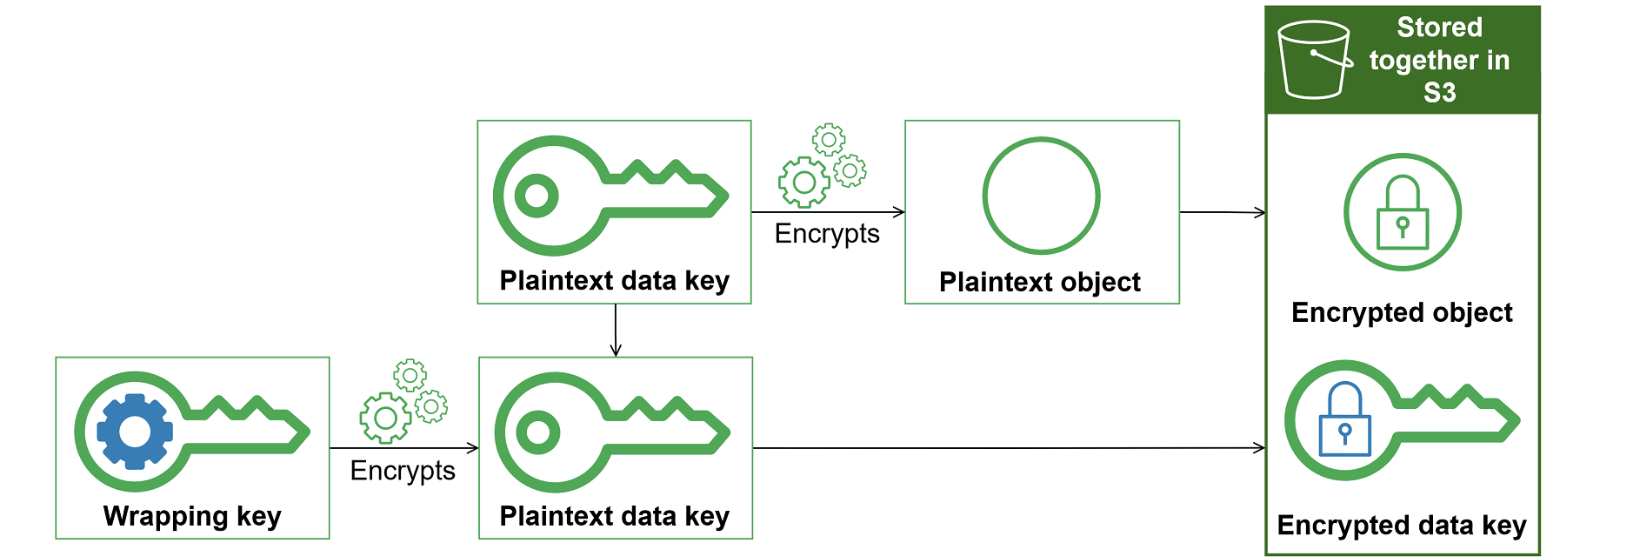 Stored
together in
S3
Encrypts
Plaintext data key
Plaintext object
Encrypted object
Encrypts
Wrapping key
Plaintext data key
Encrypted data key